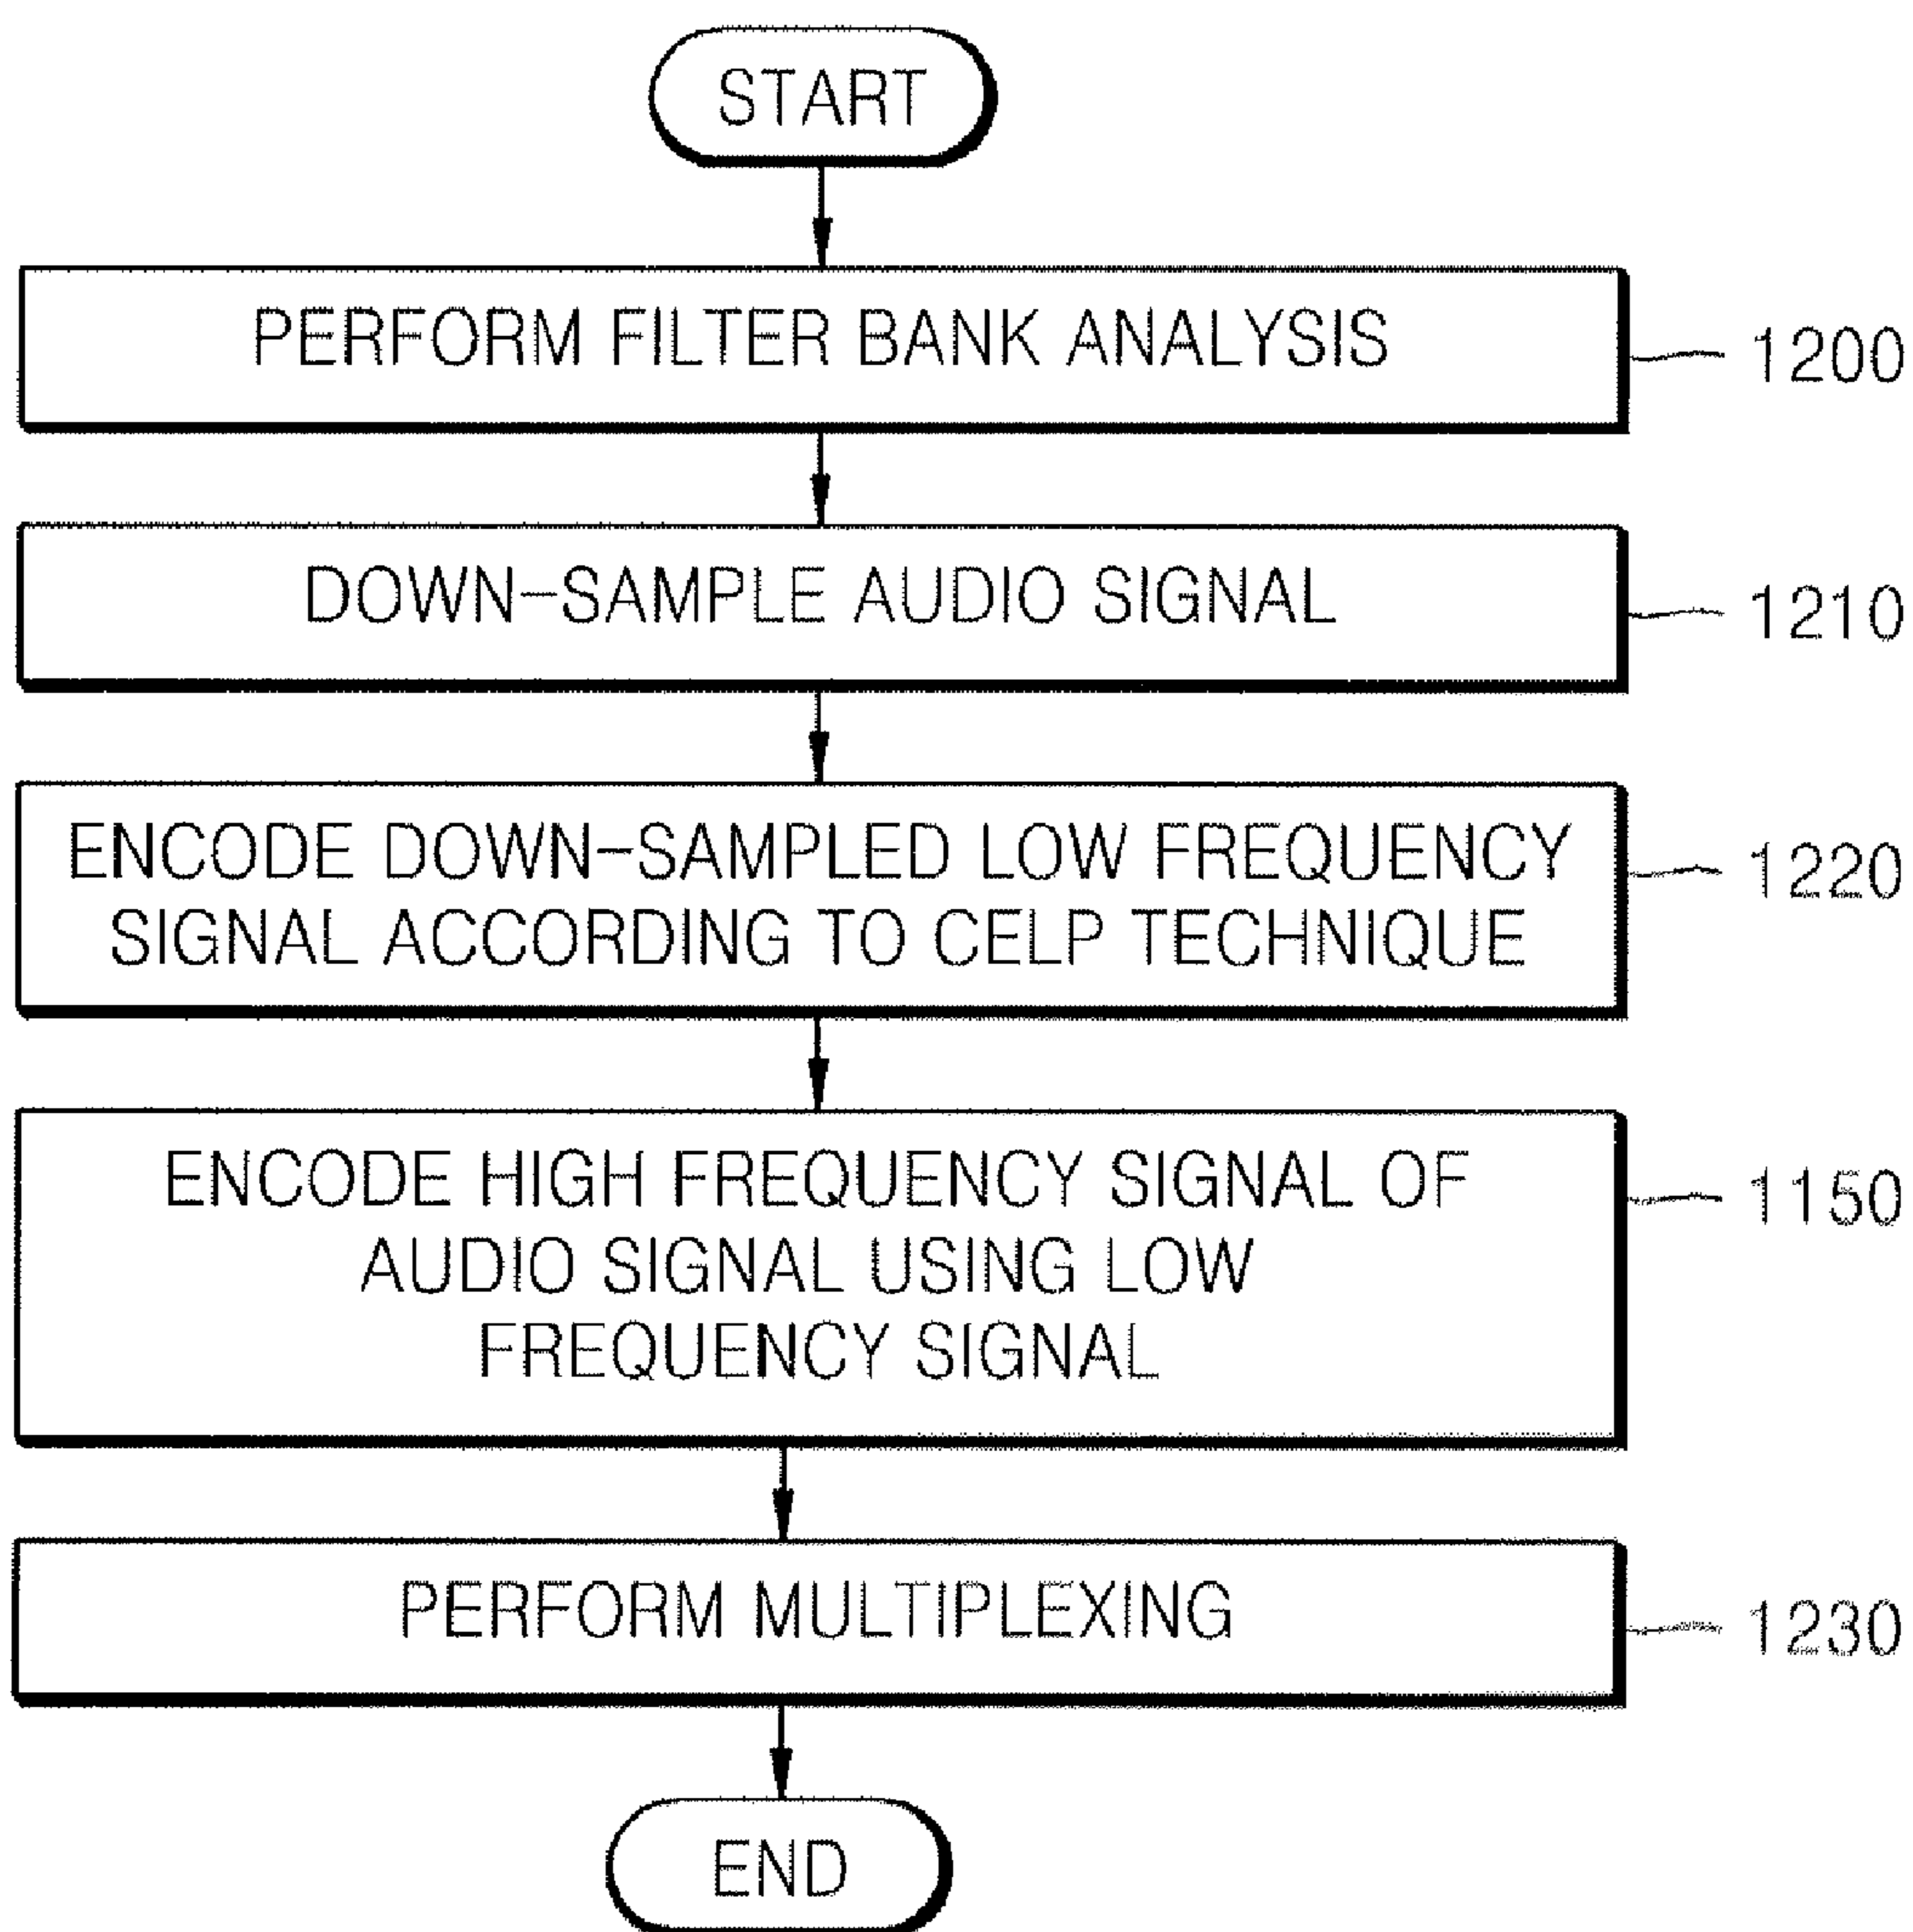 START
PERFORM FILTER BANK ANALYSIS
1200
DOWN-SAMPLE AUDIO SIGNAL
1210
ENCODE DOWN-SAMPLED LOW FREQUENCY
SIGNAL ACCORDING TO CELP TECHNIQUE
1220
ENCODE HIGH FREQUENCY SIGNAL OF
AUDIO SIGNAL USING LOW
FREQUENCY SIGNAL
1150
PERFORM MULTIPLEXING
1230
END